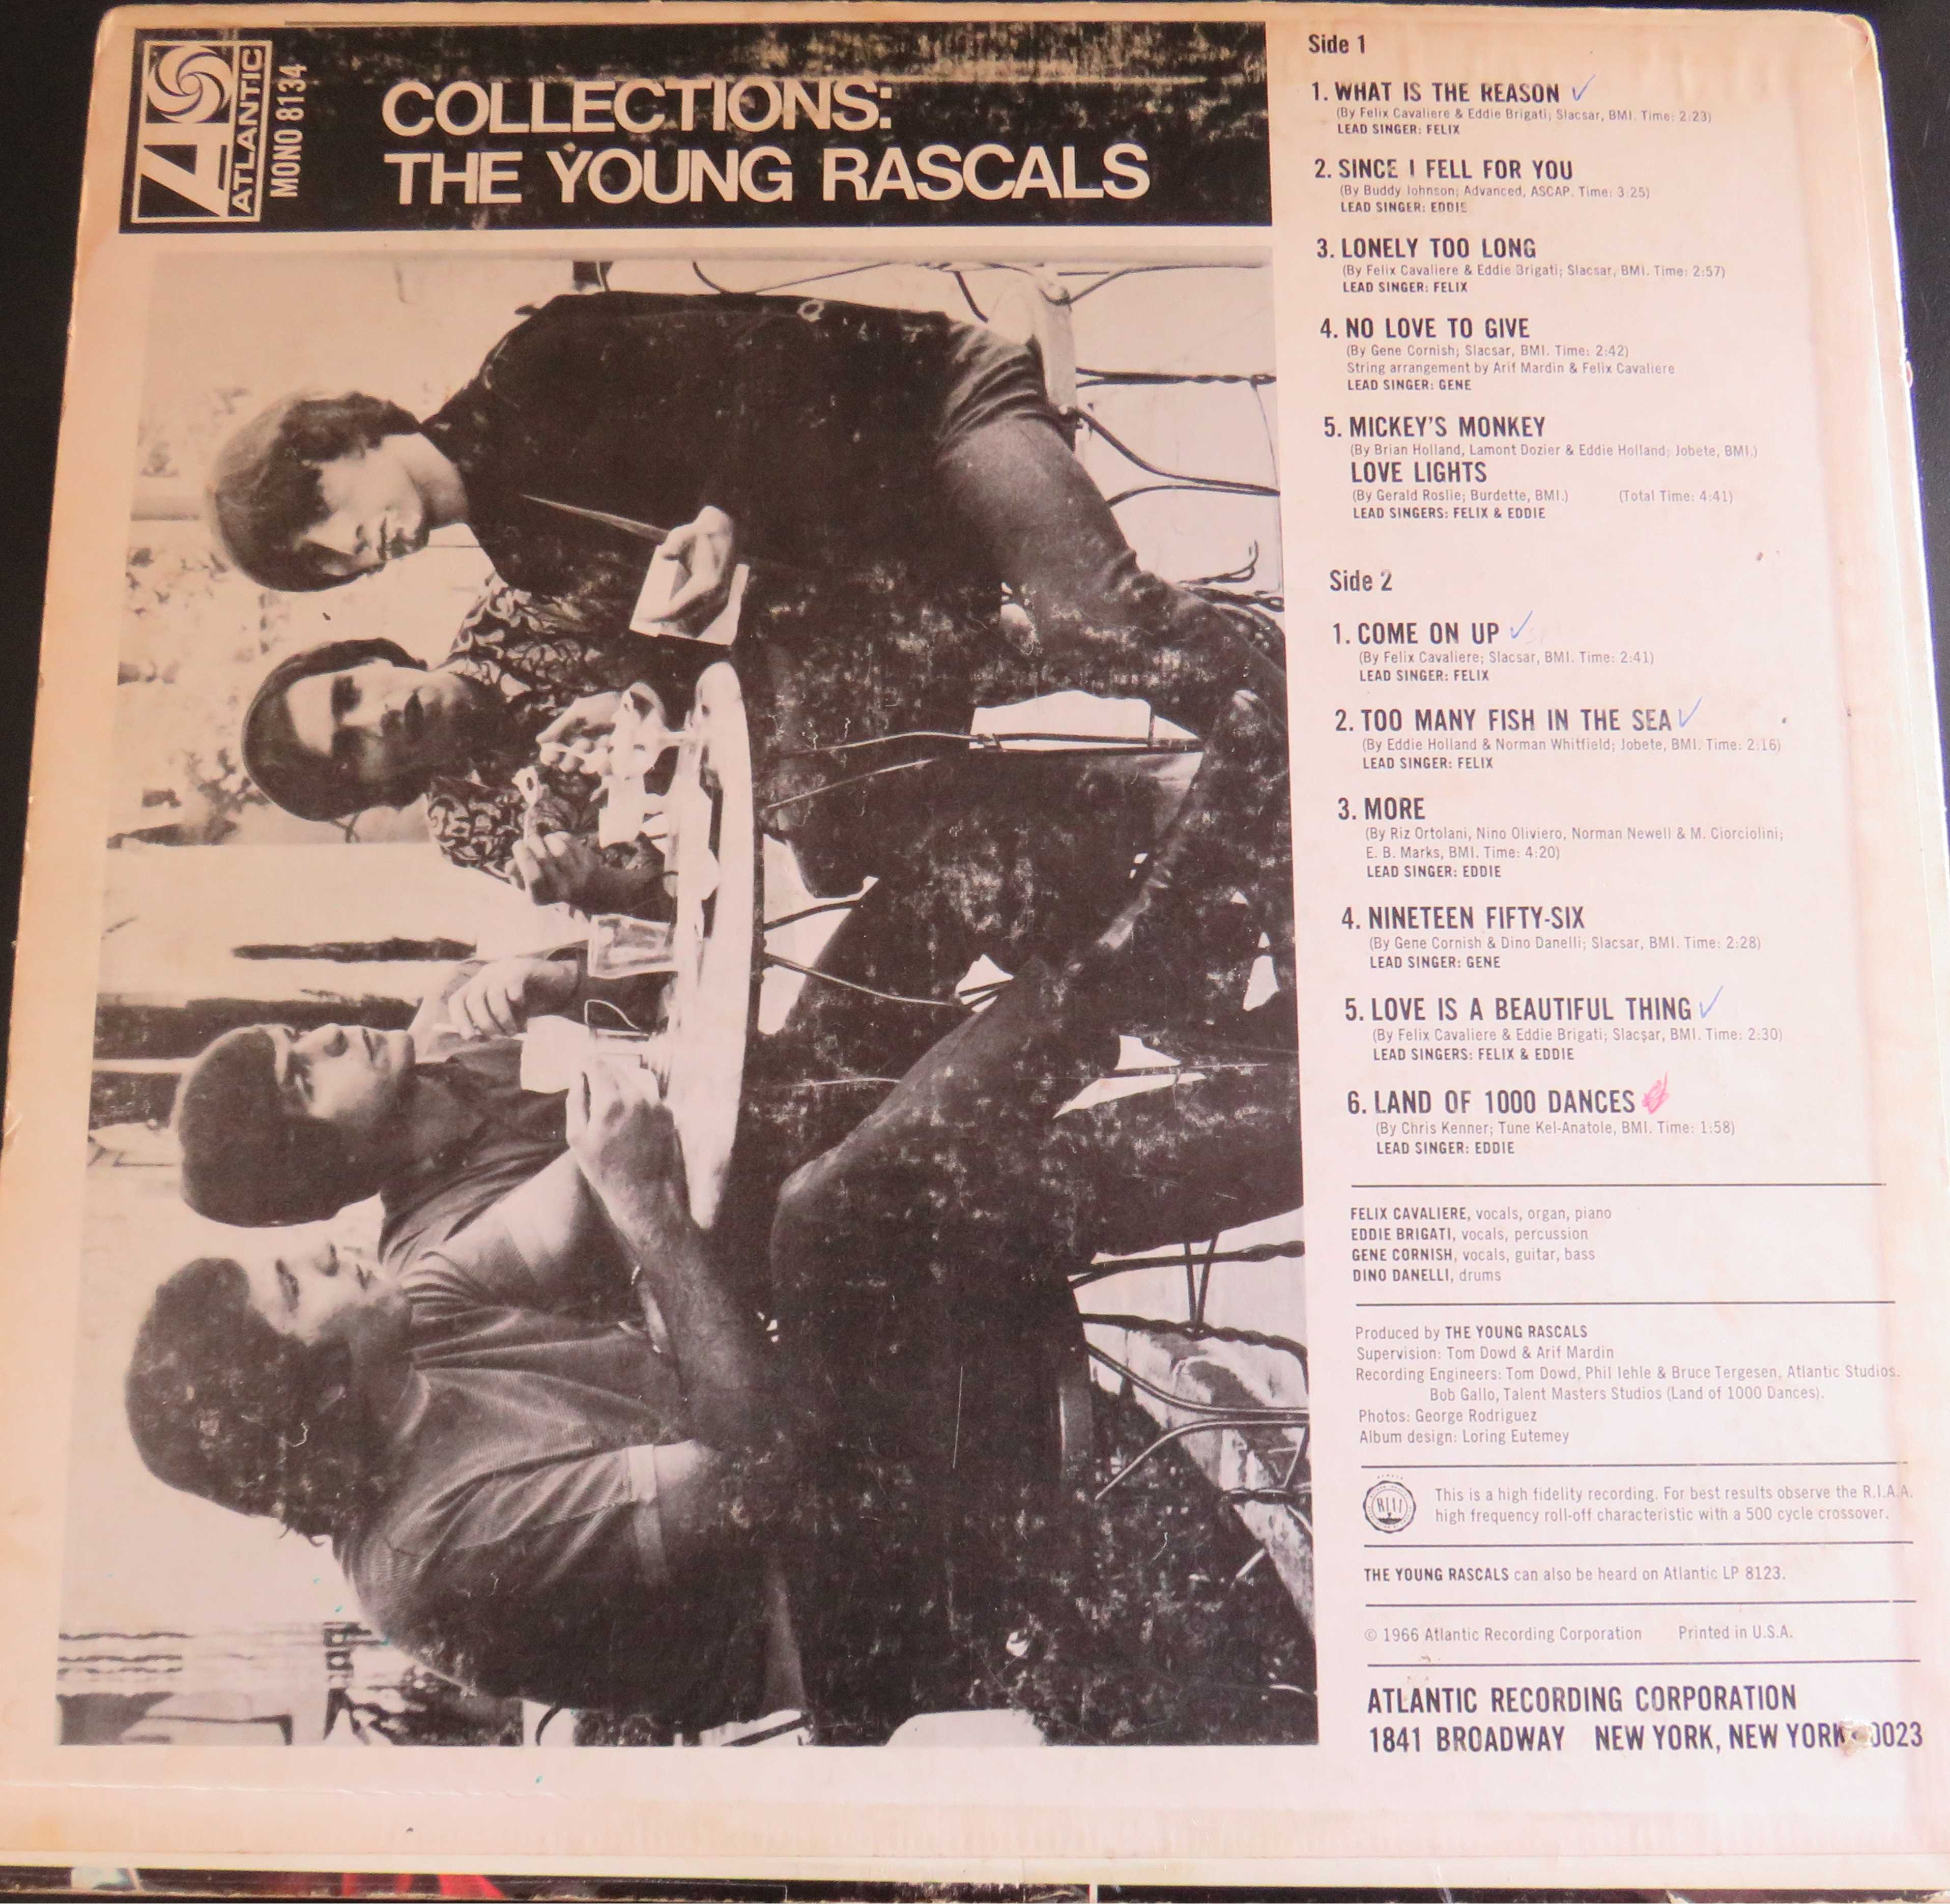 ATLANTIC
MONO 8134
COLLECTIONS:
THE YOUNG RASCALS
Side 1
1. WHAT IS THE REASON ✓
(By Felix Cavaliere & Eddie Brigati; Slacsar, BMI. Time: 2:23)
LEAD SINGER: FELIX
2. SINCE I FELL FOR YOU
(By Buddy Johnson; Advanced, ASCAP. Time: 3:25)
LEAD SINGER: EDDIE
3. LONELY TOO LONG
(By Felix Cavaliere & Eddie Brigati; Slacsar, BMI. Time: 2:57)
LEAD SINGER: FELIX
4. NO LOVE TO GIVE
(By Gene Cornish; Slacsar, BMI. Time: 2:42)
String arrangement by Arif Mardin & Felix Cavaliere
LEAD SINGER: GENE
5. MICKEY'S MONKEY
(By Brian Holland, Lamont Dozier & Eddie Holland; Jobete, BMI.)
LOVE LIGHTS
(By Gerald Roslie; Burdette, BMI.) (Total Time: 4:41)
LEAD SINGERS: FELIX & EDDIE
Side 2
1. COME ON UP ✓
(By Felix Cavaliere; Slacsar, BMI. Time: 2:41)
LEAD SINGER: FELIX
2. TOO MANY FISH IN THE SEA ✓
(By Eddie Holland & Norman Whitfield; Jobete, BMI. Time: 2:16)
LEAD SINGER: FELIX
3. MORE
(By Riz Ortolani, Nino Oliviero, Norman Newell & M. Ciorciolini;
E. B. Marks, BMI. Time: 4:20)
LEAD SINGER: EDDIE
4. NINETEEN FIFTY-SIX
(By Gene Cornish & Dino Danelli; Slacsar, BMI. Time: 2:28)
LEAD SINGER: GENE
5. LOVE IS A BEAUTIFUL THING ✓
(By Felix Cavaliere & Eddie Brigati; Slacsar, BMI. Time: 2:30)
LEAD SINGERS: FELIX & EDDIE
6. LAND OF 1000 DANCES
(By Chris Kenner; Tune Kel-Anatole, BMI. Time: 1:58)
LEAD SINGER: EDDIE
FELIX CAVALIERE, vocals, organ, piano
EDDIE BRIGATI, vocals, percussion
GENE CORNISH, vocals, guitar, bass
DINO DANELLI, drums
Produced by THE YOUNG RASCALS
Supervision: Tom Dowd & Arif Mardin
Recording Engineers: Tom Dowd, Phil Iehle & Bruce Tergesen, Atlantic Studios.
Bob Gallo, Talent Masters Studios (Land of 1000 Dances).
Photos: George Rodriguez
Album design: Loring Eutemey
This is a high fidelity recording. For best results observe the R.I.A.A.
high frequency roll-off characteristic with a 500 cycle crossover.
THE YOUNG RASCALS can also be heard on Atlantic LP 8123.
© 1966 Atlantic Recording Corporation Printed in U.S.A.
ATLANTIC RECORDING CORPORATION
1841 BROADWAY NEW YORK, NEW YORK 0023